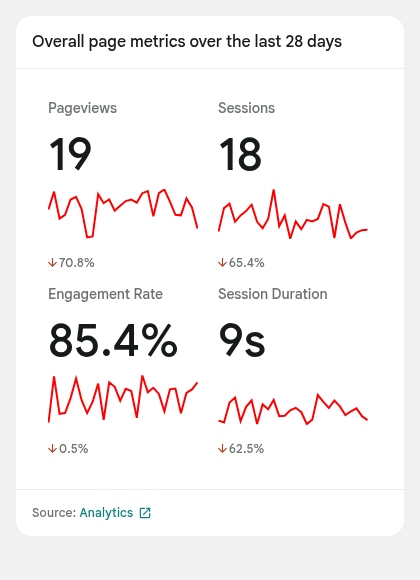 Overall page metrics over the last 28 days
Pageviews
19
↓70.8%
Sessions
18
↓65.4%
Engagement Rate
85.4%
↓0.5%
Session Duration
9s
↓62.5%
Source: Analytics